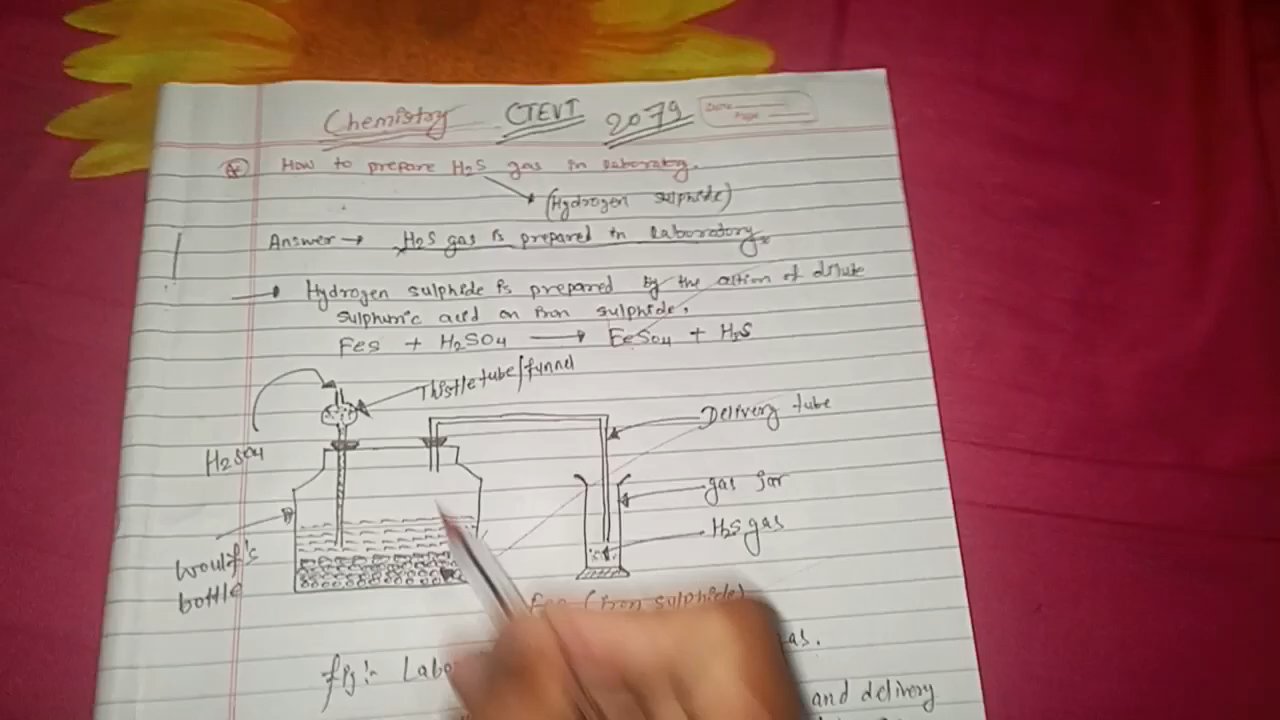 Chemistry CTEVT 2079
Date
Page
How to prepare H2S gas in laboratory.
(Hydrogen sulphide)
Answer → H2S gas is prepared in laboratory
→ Hydrogen sulphide is prepared by the action of dilute
sulphuric acid on iron sulphide.
FeS + H2SO4 → FeSO4 + H2S
Thistle tube/funnel
Delivery tube
H2SO4
gas jar
H2S gas
Woulf's
bottle
(iron sulphide)
fig:- Labo
gas.
and delivery